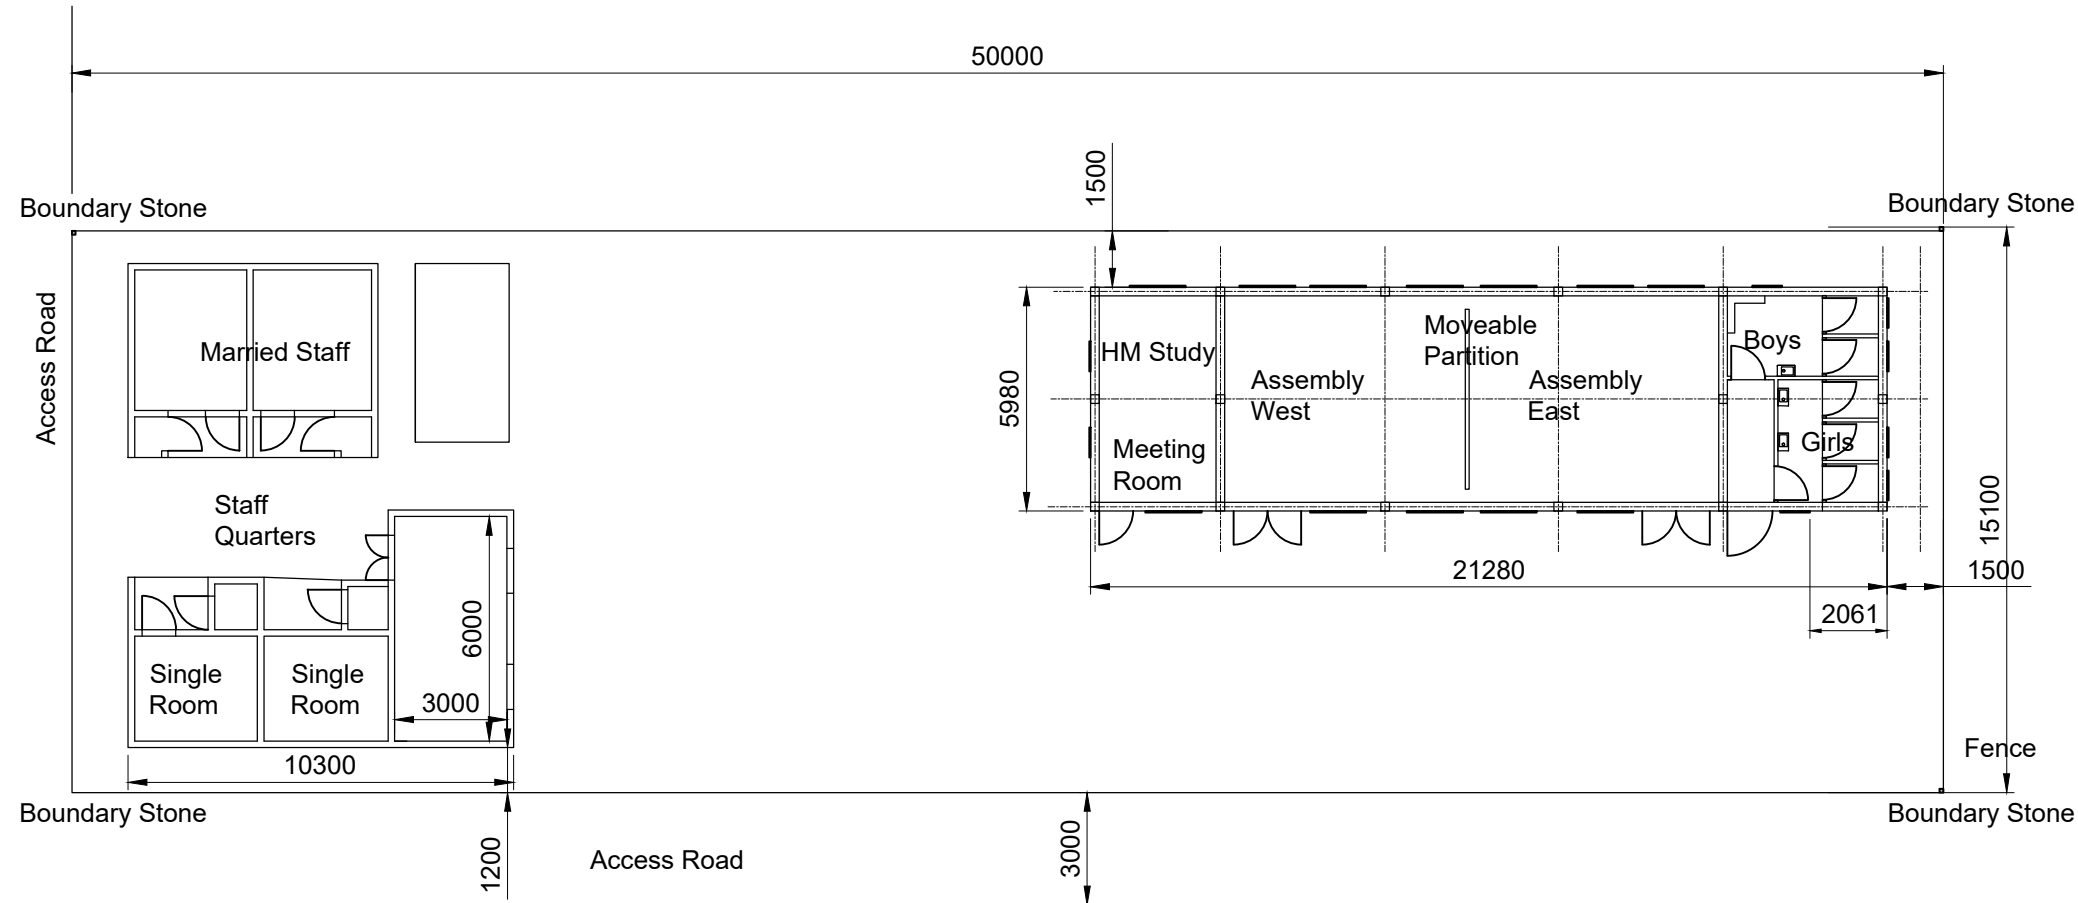 50000
1500
Boundary Stone
Boundary Stone
Access Road
Married Staff
HM Study
Moveable
Partition
Boys
Assembly
West
Assembly
East
5980
Meeting
Room
Girls
Staff
Quarters
15100
21280
1500
2061
6000
Single
Room
Single
Room
3000
10300
Fence
Boundary Stone
Boundary Stone
1200
Access Road
3000